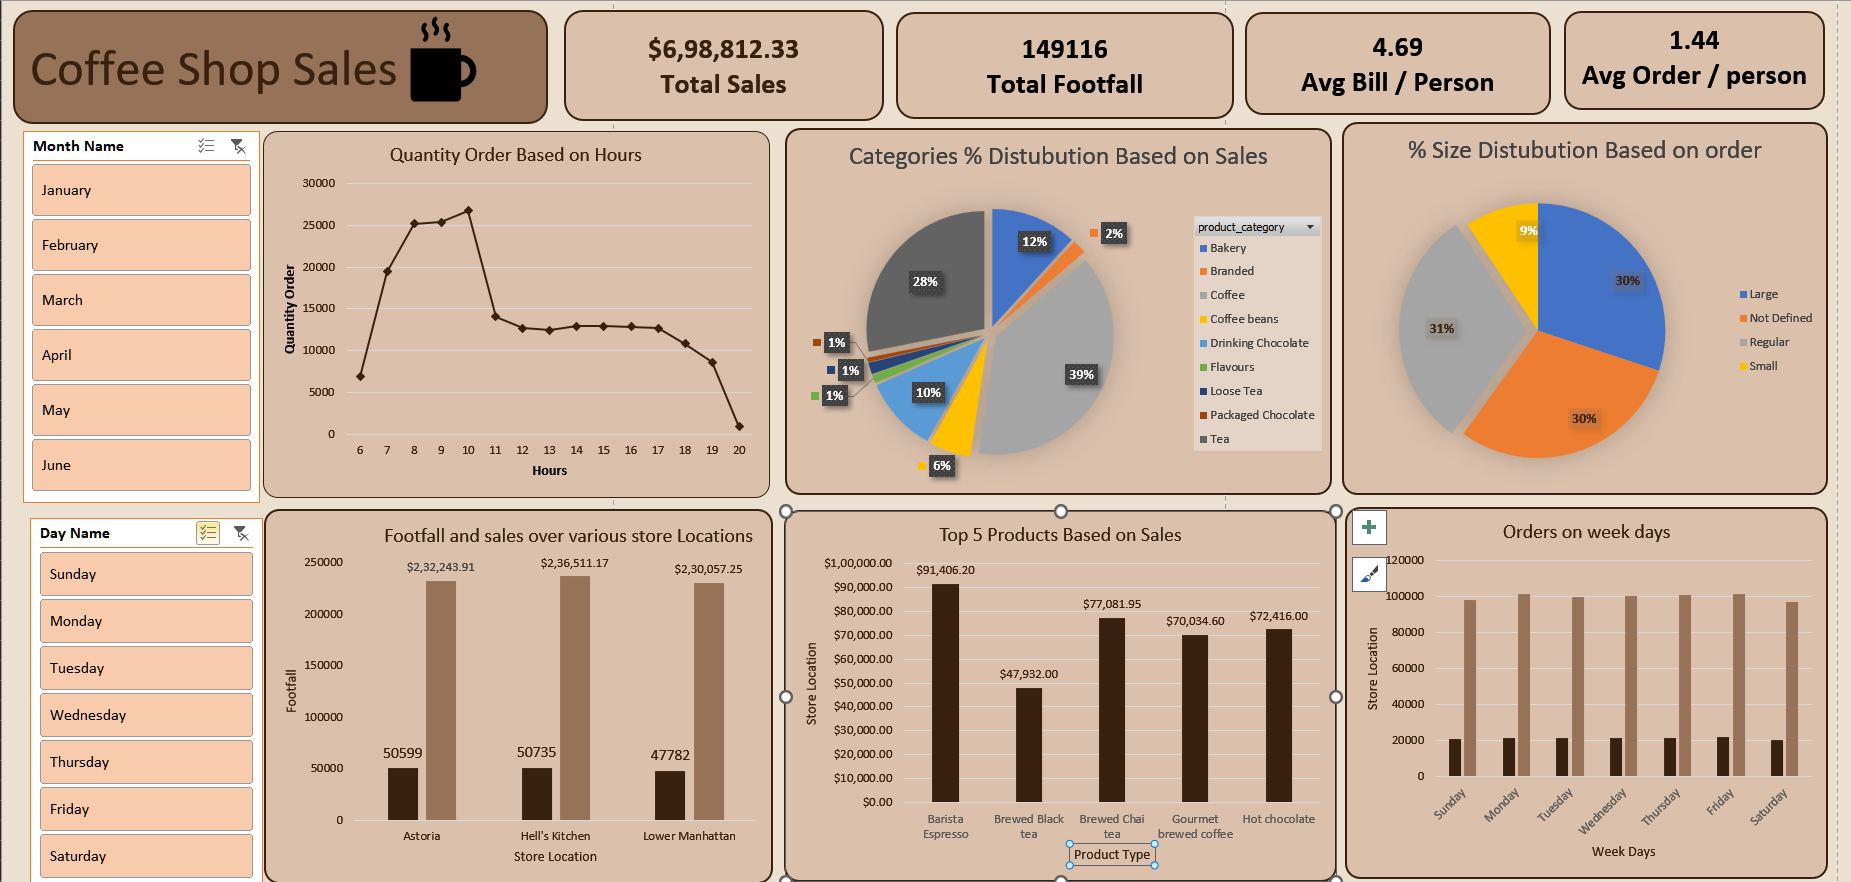 Coffee Shop Sales
$6,98,812.33
Total Sales
149116
Total Footfall
4.69
Avg Bill / Person
1.44
Avg Order / person
Month Name
January
February
March
April
May
June
Quantity Order Based on Hours
30000
25000
20000
15000
10000
5000
0
Quantity Order
6 7 8 9 10 11 12 13 14 15 16 17 18 19 20
Hours
Categories % Distubution Based on Sales
12%
2%
39%
6%
10%
1%
1%
1%
28%
product_category
Bakery
Branded
Coffee
Coffee beans
Drinking Chocolate
Flavours
Loose Tea
Packaged Chocolate
Tea
% Size Distubution Based on order
9%
30%
31%
30%
Large
Not Defined
Regular
Small
Day Name
Sunday
Monday
Tuesday
Wednesday
Thursday
Friday
Saturday
Footfall and sales over various store Locations
250000
200000
150000
100000
50000
0
Footfall
$2,32,243.91
$2,36,511.17
$2,30,057.25
50599
50735
47782
Astoria
Hell's Kitchen
Lower Manhattan
Store Location
Top 5 Products Based on Sales
$1,00,000.00
$90,000.00
$80,000.00
$70,000.00
$60,000.00
$50,000.00
$40,000.00
$30,000.00
$20,000.00
$10,000.00
$0.00
Store Location
$91,406.20
$47,932.00
$77,081.95
$70,034.60
$72,416.00
Barista
Espresso
Brewed Black
tea
Brewed Chai
tea
Gourmet
brewed coffee
Hot chocolate
Product Type
Orders on week days
120000
100000
80000
60000
40000
20000
0
Store Location
Sunday
Monday
Tuesday
Wednesday
Thursday
Friday
Saturday
Week Days